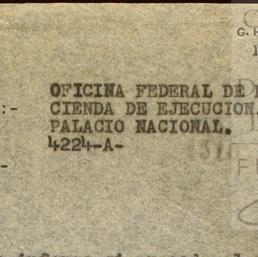 G. H
:-
OFICINA FEDERAL DE
CIENDA DE EJECUCION.
PALACIO NACIONAL.
4224-A-
-
F